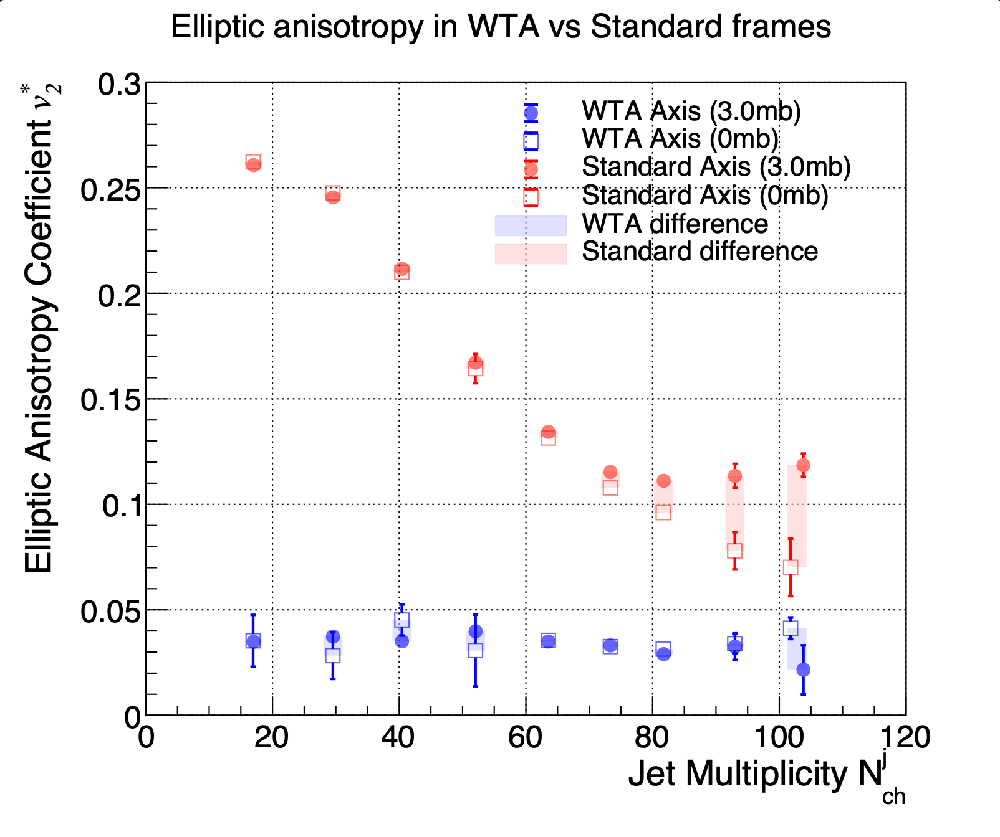 Elliptic anisotropy in WTA vs Standard frames
Elliptic Anisotropy Coefficient v₂*
0.3
0.25
0.2
0.15
0.1
0.05
0
WTA Axis (3.0mb)
WTA Axis (0mb)
Standard Axis (3.0mb)
Standard Axis (0mb)
WTA difference
Standard difference
0 20 40 60 80 100 120
Jet Multiplicity N^j_ch